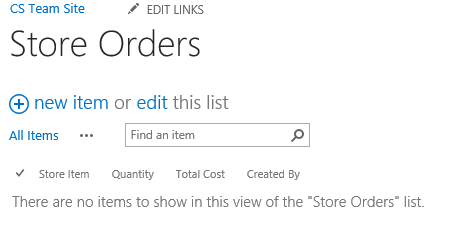 CS Team Site EDIT LINKS
Store Orders
new item or edit this list
All Items ... Find an item
Store Item Quantity Total Cost Created By
There are no items to show in this view of the "Store Orders" list.